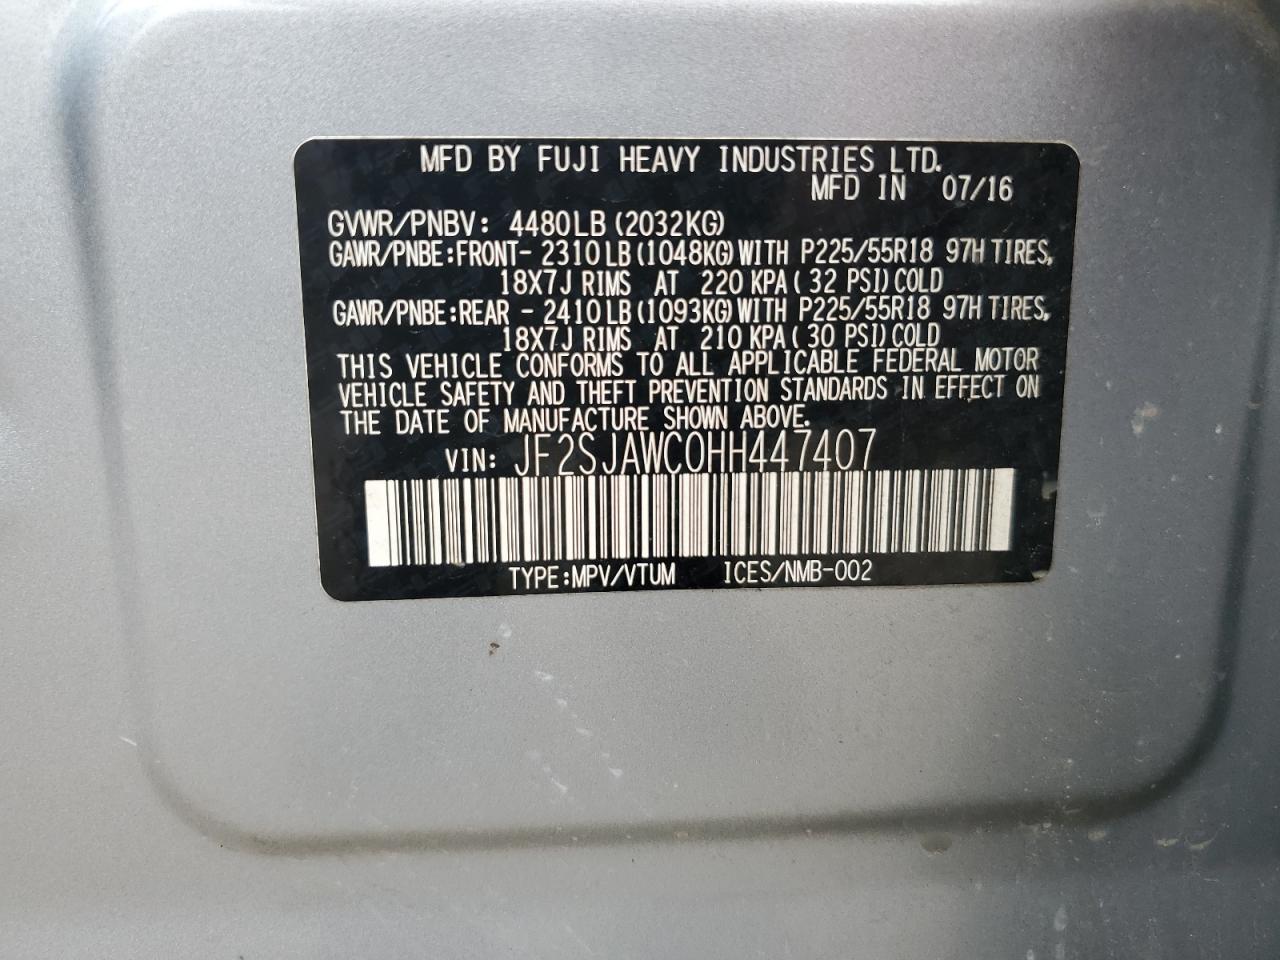 MFD BY FUJI HEAVY INDUSTRIES LTD.
MFD IN 07/16
GVWR/PNBV: 4480LB (2032KG)
GAWR/PNBE:FRONT- 2310LB (1048KG)WITH P225/55R18 97H TIRES,
18X7J RIMS AT 220 KPA( 32 PSI)COLD
GAWR/PNBE:REAR - 2410LB (1093KG)WITH P225/55R18 97H TIRES,
18X7J RIMS AT 210 KPA( 30 PSI)COLD
THIS VEHICLE CONFORMS TO ALL APPLICABLE FEDERAL MOTOR
VEHICLE SAFETY AND THEFT PREVENTION STANDARDS IN EFFECT ON
THE DATE OF MANUFACTURE SHOWN ABOVE.
VIN: JF2SJAWC0HH447407
TYPE:MPV/VTUM ICES/NMB-002